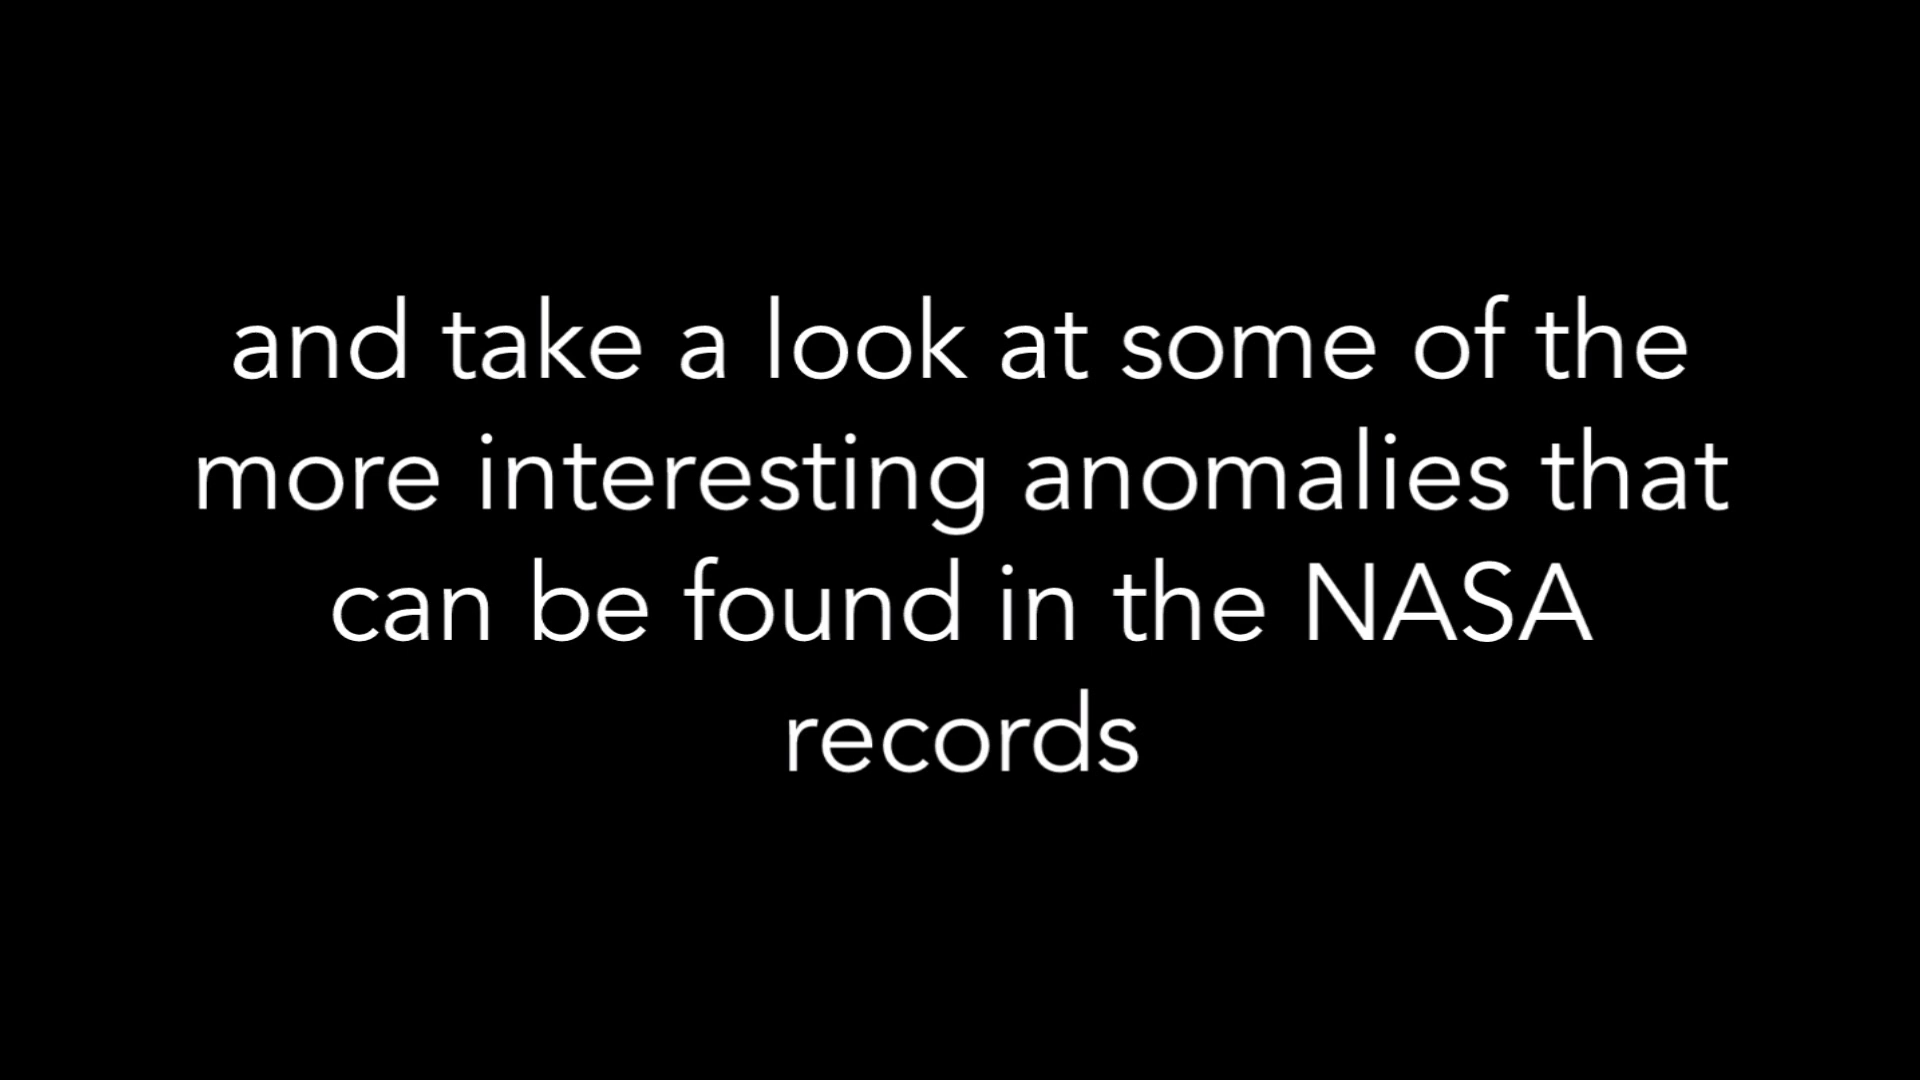 and take a look at some of the
more interesting anomalies that
can be found in the NASA
records